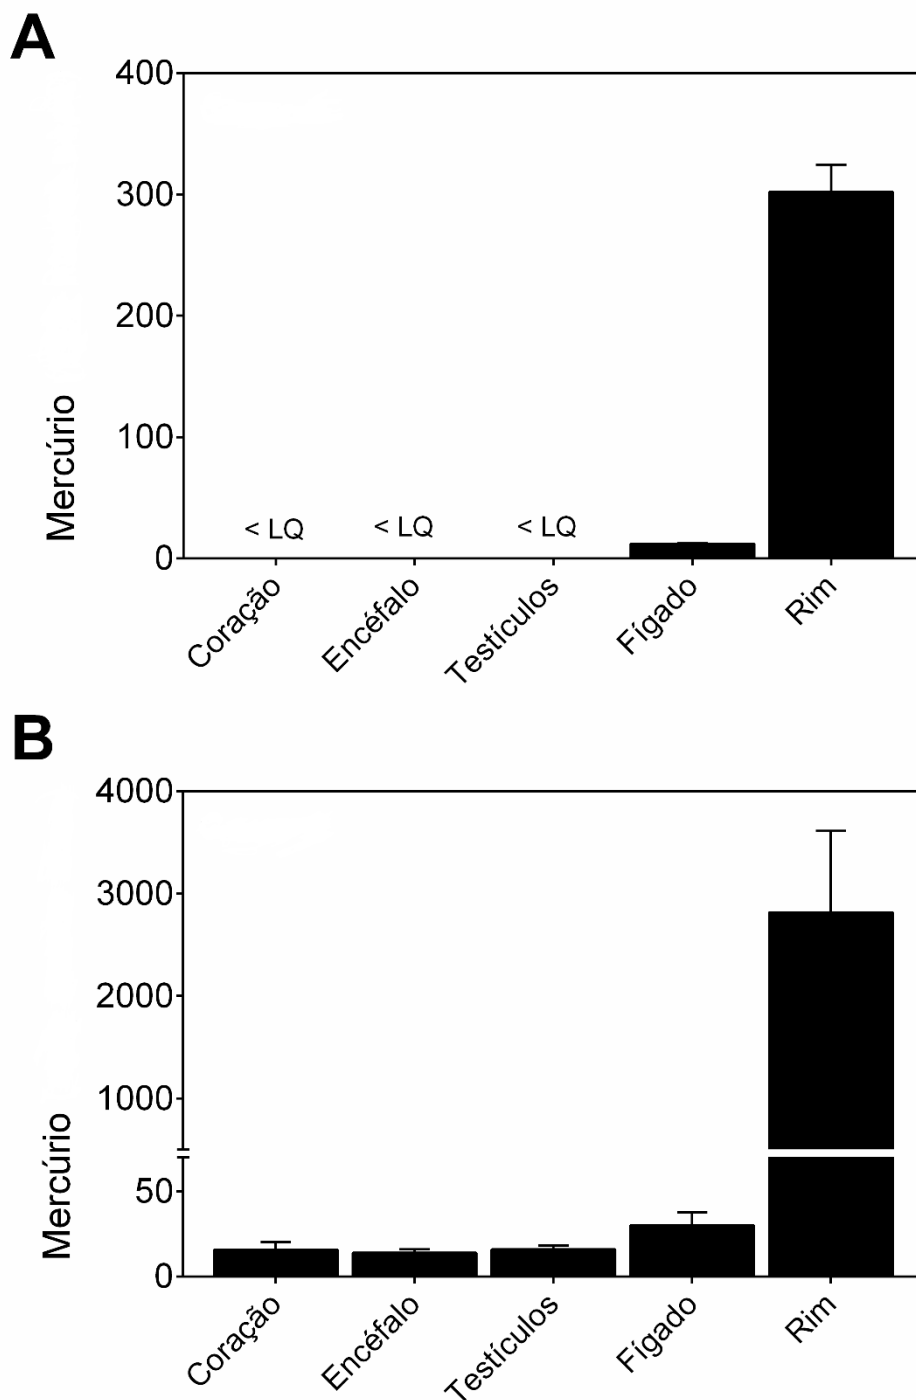 A
400
300
200
100
0
Mercúrio
< LQ
< LQ
< LQ
Coração
Encéfalo
Testículos
Fígado
Rim
B
4000
3000
2000
1000
50
0
Mercúrio
Coração
Encéfalo
Testículos
Fígado
Rim